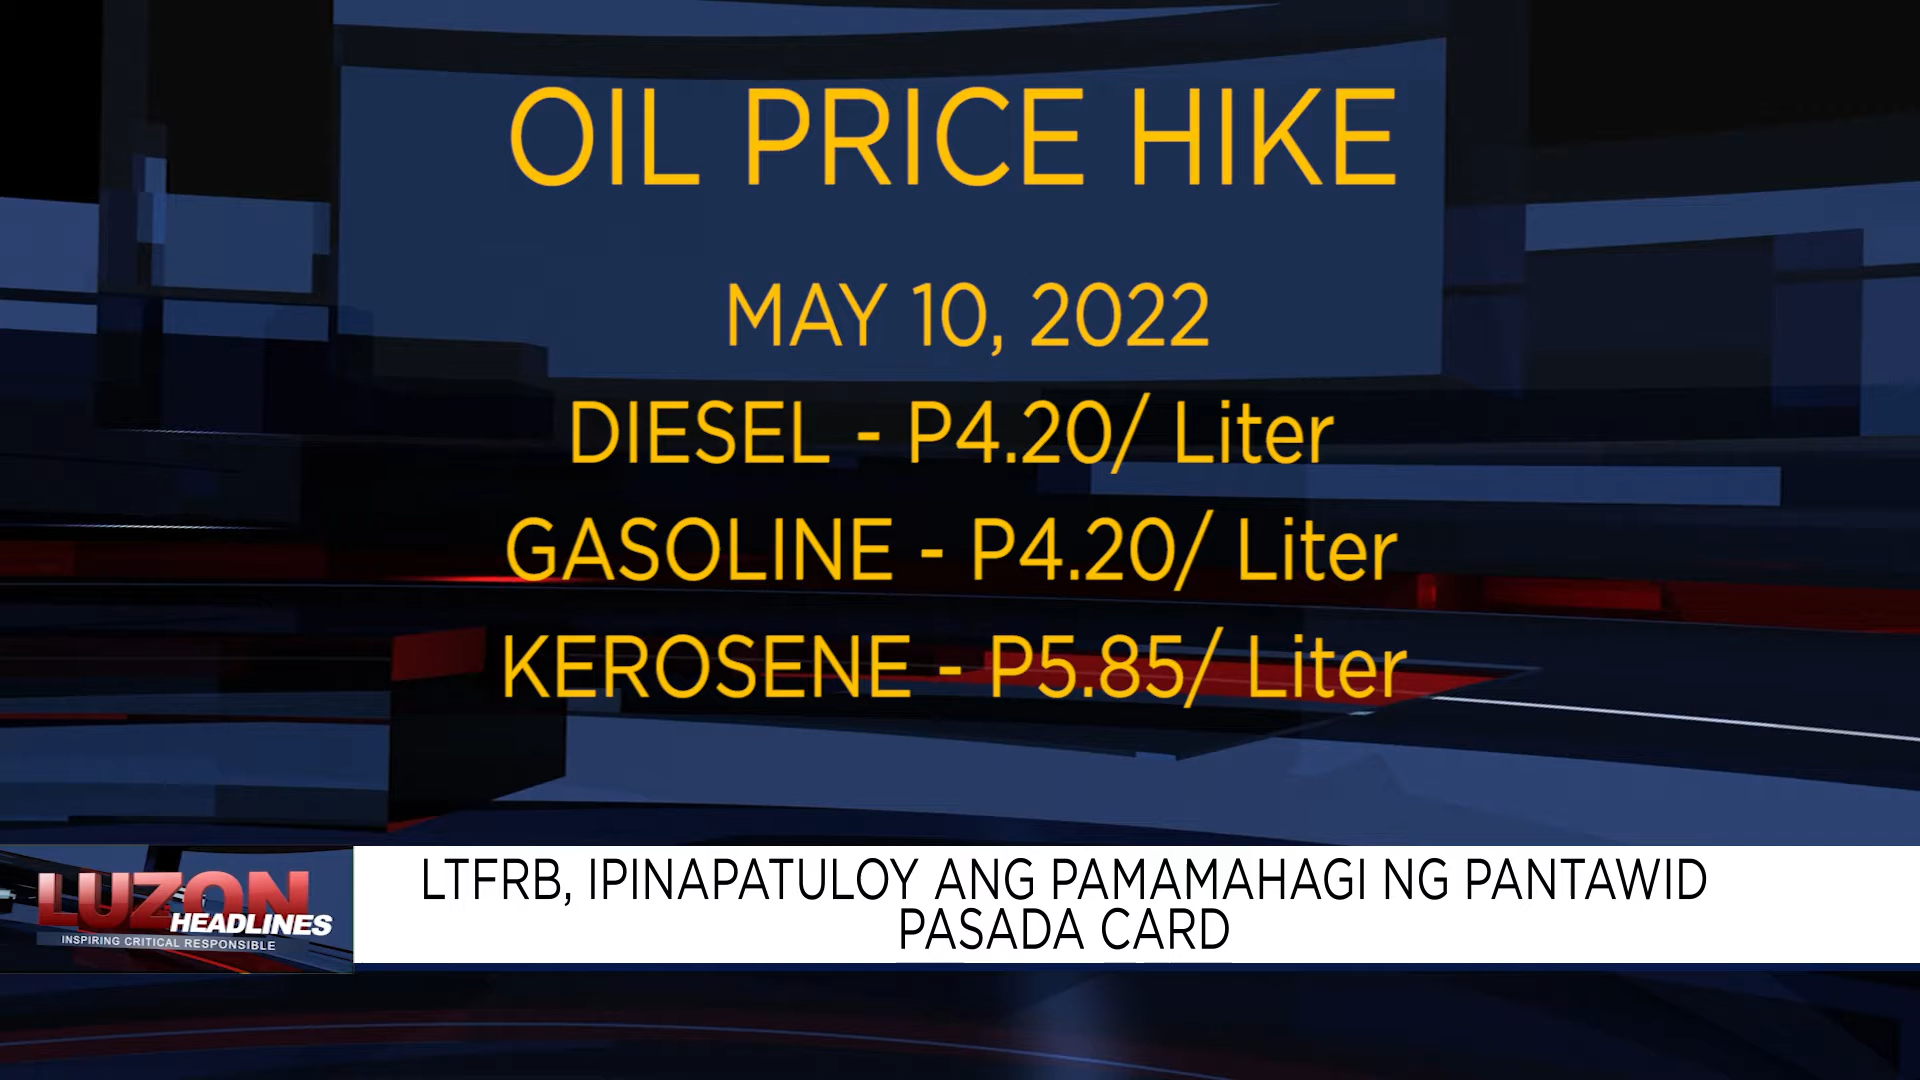 OIL PRICE HIKE
MAY 10, 2022
DIESEL - P4.20/ Liter
GASOLINE - P4.20/ Liter
KEROSENE - P5.85/ Liter
LUZON
HEADLINES
INSPIRING CRITICAL RESPONSIBLE
LTFRB, IPINAPATULOY ANG PAMAMAHAGI NG PANTAWID
PASADA CARD